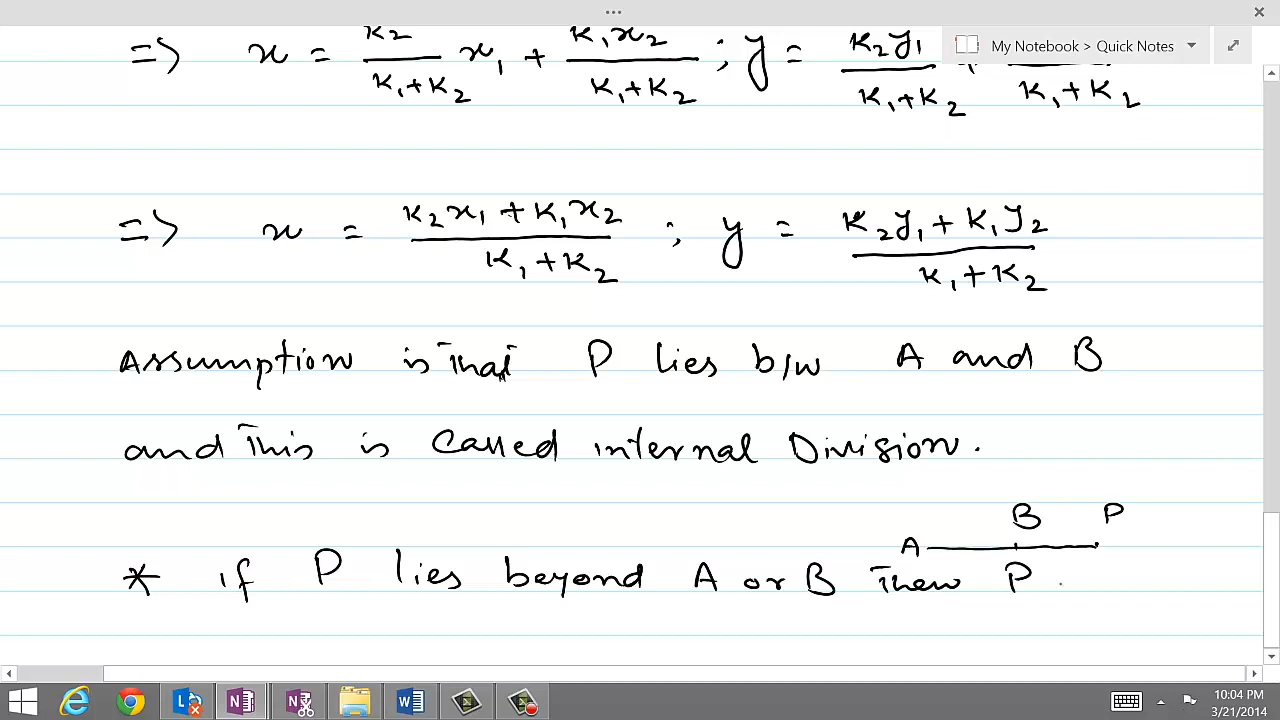 ...
My Notebook > Quick Notes
=> x = K2/K1+K2 x1 + K1x2/K1+K2 ; y = K2y1/K1+K2 + /K1+K2
=> x = K2x1 + K1x2/K1+K2 ; y = K2y1 + K1y2/K1+K2
Assumption is that P lies b/w A and B
and This is Called internal Division.
A B P
* if P lies beyond A or B Then P
10:04 PM
3/21/2014